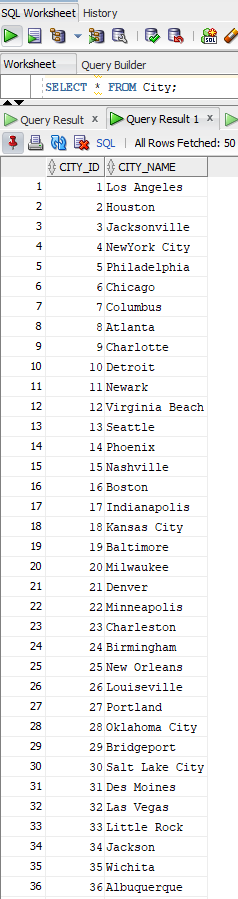 SQL Worksheet History
Worksheet Query Builder
SELECT * FROM City;
Query Result x Query Result 1 x
SQL | All Rows Fetched: 50
CITY_ID CITY_NAME
1 1 Los Angeles
2 2 Houston
3 3 Jacksonville
4 4 NewYork City
5 5 Philadelphia
6 6 Chicago
7 7 Columbus
8 8 Atlanta
9 9 Charlotte
10 10 Detroit
11 11 Newark
12 12 Virginia Beach
13 13 Seattle
14 14 Phoenix
15 15 Nashville
16 16 Boston
17 17 Indianapolis
18 18 Kansas City
19 19 Baltimore
20 20 Milwaukee
21 21 Denver
22 22 Minneapolis
23 23 Charleston
24 24 Birmingham
25 25 New Orleans
26 26 Louiseville
27 27 Portland
28 28 Oklahoma City
29 29 Bridgeport
30 30 Salt Lake City
31 31 Des Moines
32 32 Las Vegas
33 33 Little Rock
34 34 Jackson
35 35 Wichita
36 36 Albuquerque